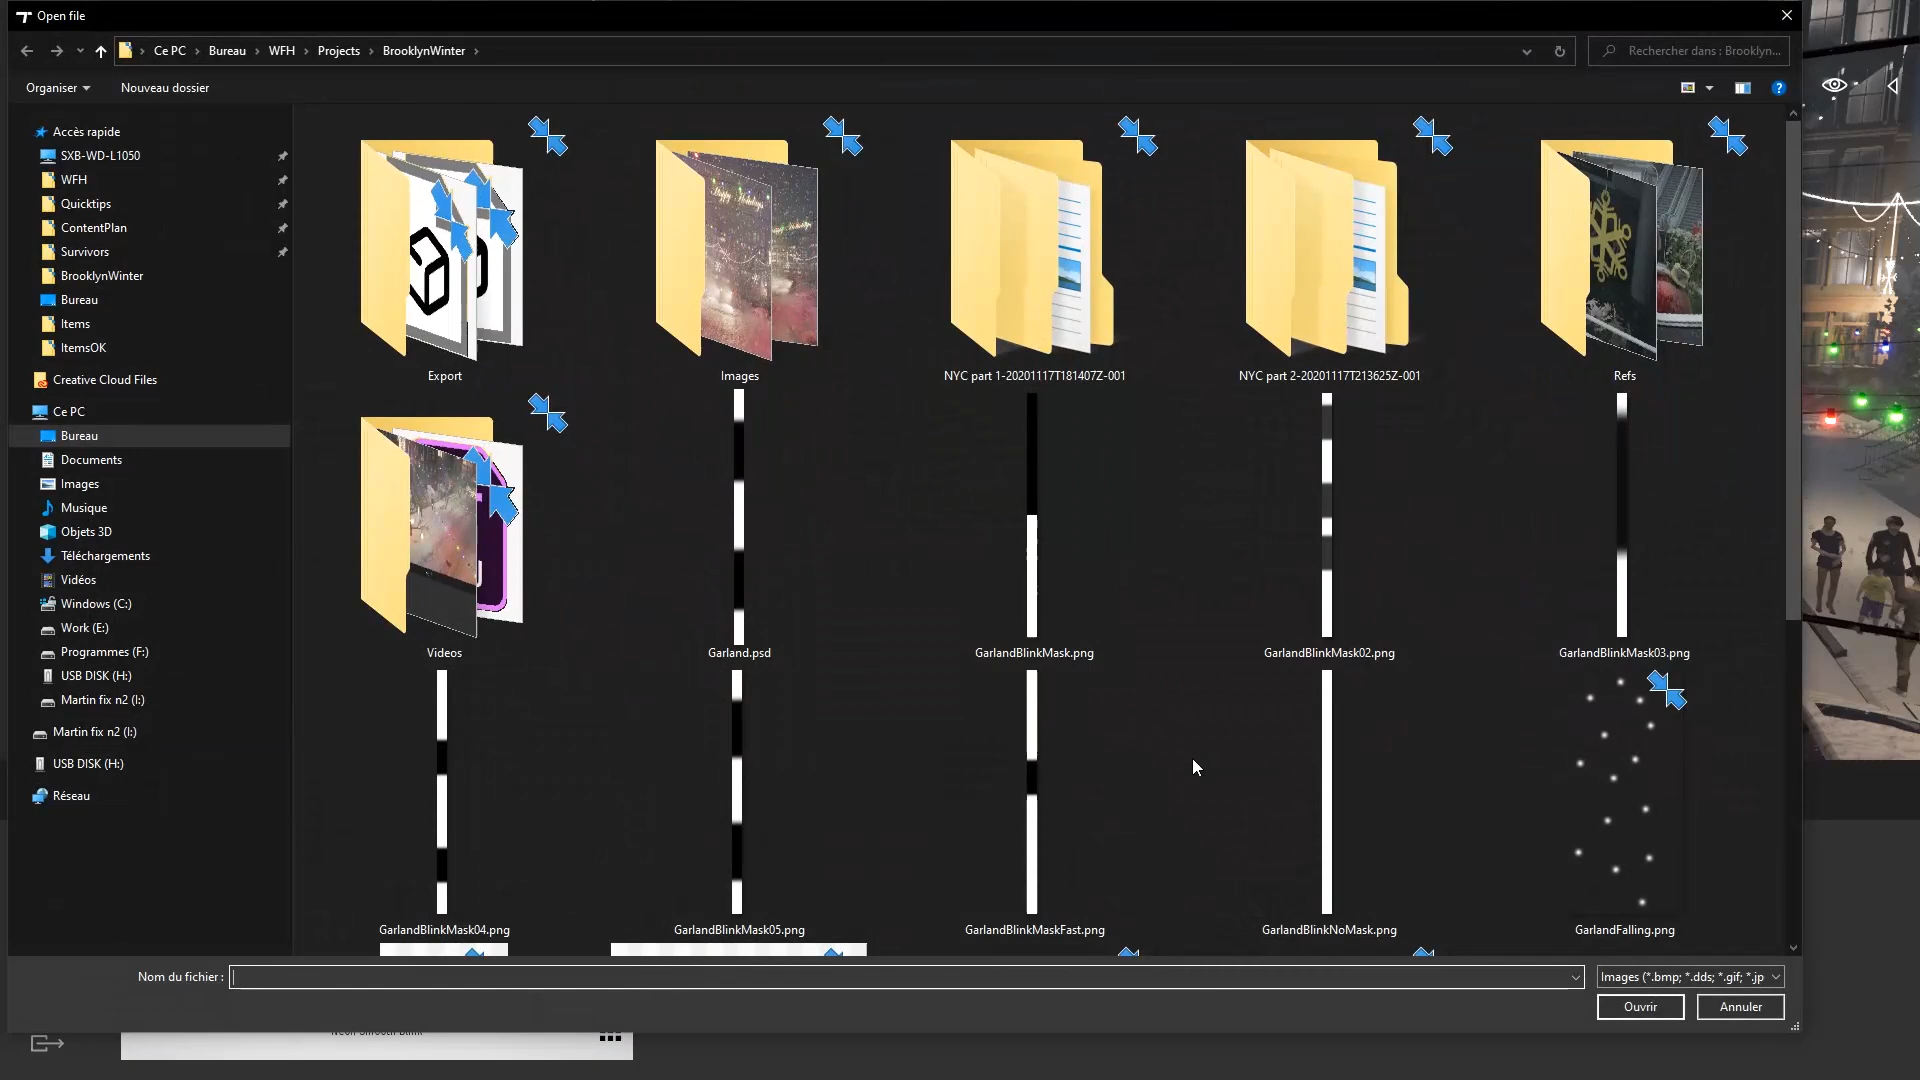 Open file
Ce PC
Bureau
WFH
Projects
BrooklynWinter
Rechercher dans : Brooklyn...
Organiser
Nouveau dossier
Accès rapide
SXB-WD-L1050
WFH
Quicktips
ContentPlan
Survivors
BrooklynWinter
Bureau
Items
ItemsOK
Creative Cloud Files
Ce PC
Bureau
Documents
Images
Musique
Objets 3D
Téléchargements
Vidéos
Windows (C:)
Work (E:)
Programmes (F:)
USB DISK (H:)
Martin fix n2 (I:)
Martin fix n2 (I:)
USB DISK (H:)
Réseau
Export
Images
NYC part 1-20201117T181407Z-001
NYC part 2-20201117T213625Z-001
Refs
Videos
Garland.psd
GarlandBlinkMask.png
GarlandBlinkMask02.png
GarlandBlinkMask03.png
GarlandBlinkMask04.png
GarlandBlinkMask05.png
GarlandBlinkMaskFast.png
GarlandBlinkNoMask.png
GarlandFalling.png
Nom du fichier :
Images (*.bmp; *.dds; *.gif; *.jp
Ouvrir
Annuler